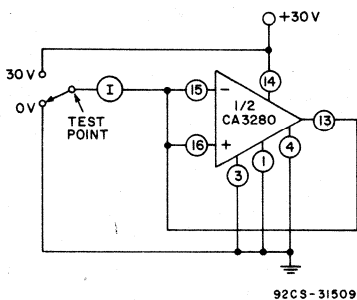 +30V
30V
0V
TEST
POINT
I
15
-
16
+
1/2
CA3280
14
13
3
1
4
92CS-31509